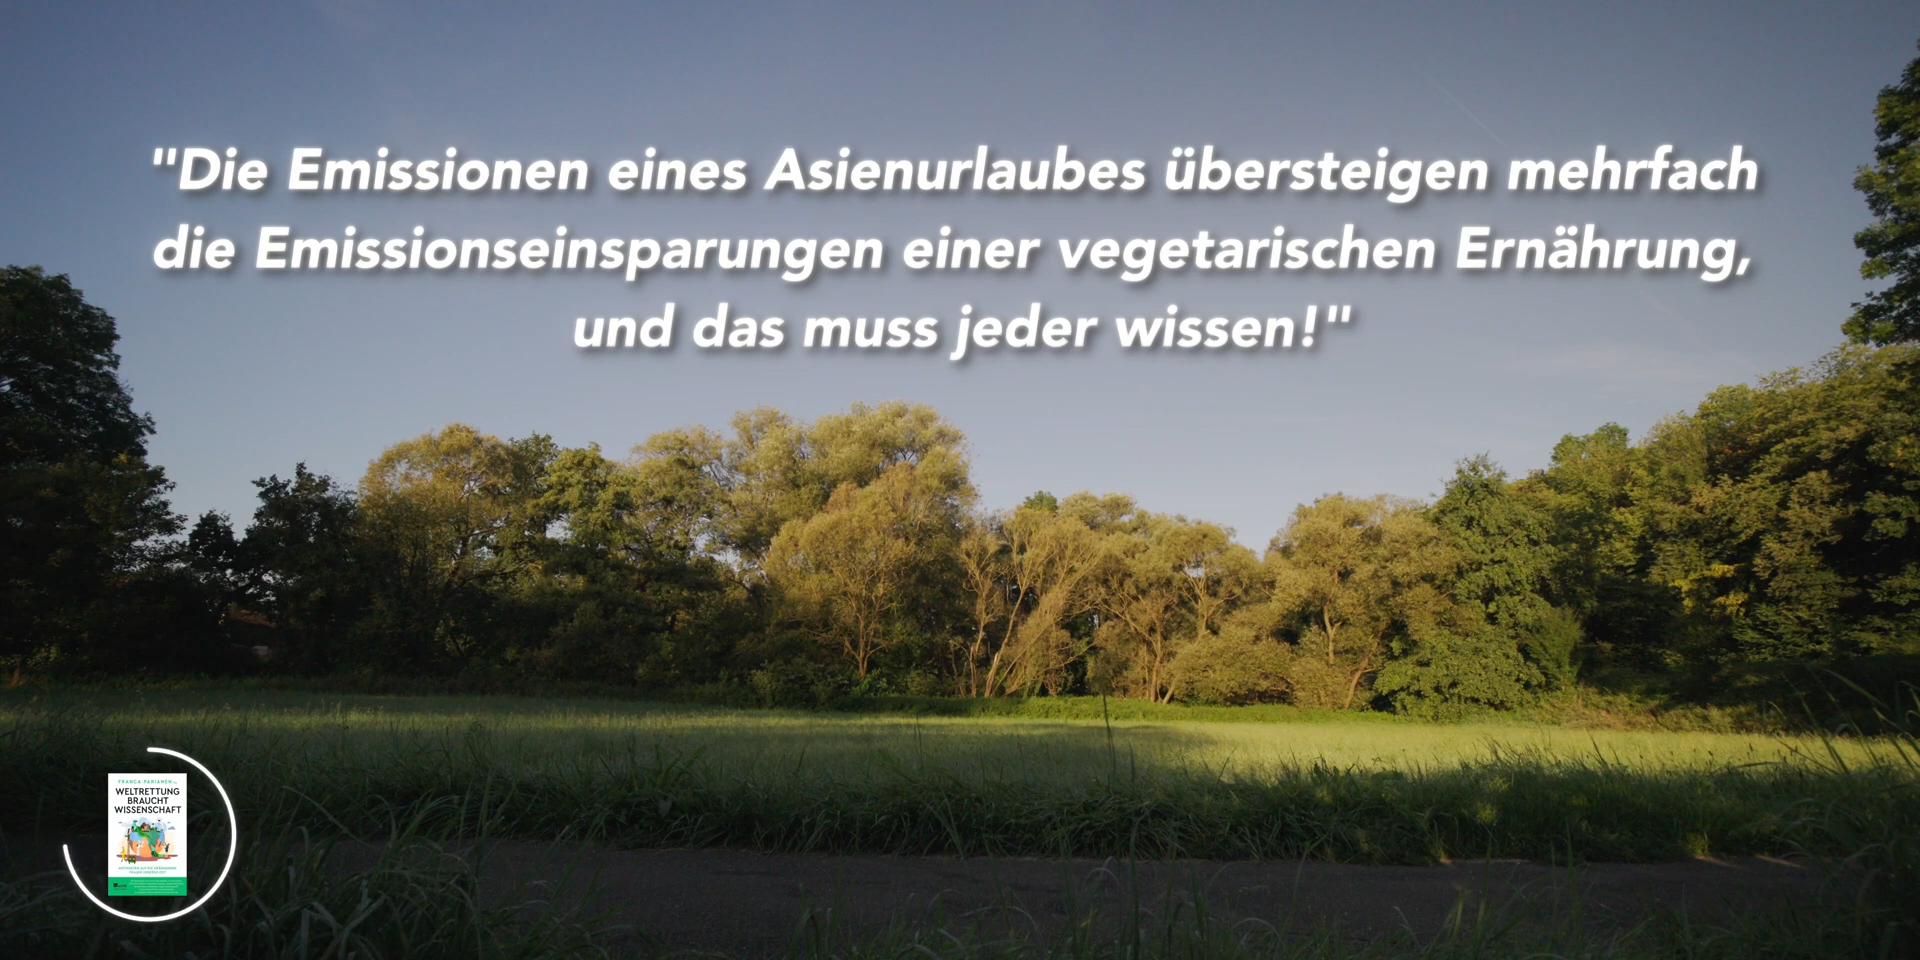 "Die Emissionen eines Asienurlaubes übersteigen mehrfach
die Emissionseinsparungen einer vegetarischen Ernährung,
und das muss jeder wissen!"
FRANCA PARIANEN
WELTRETTUNG
BRAUCHT
WISSENSCHAFT